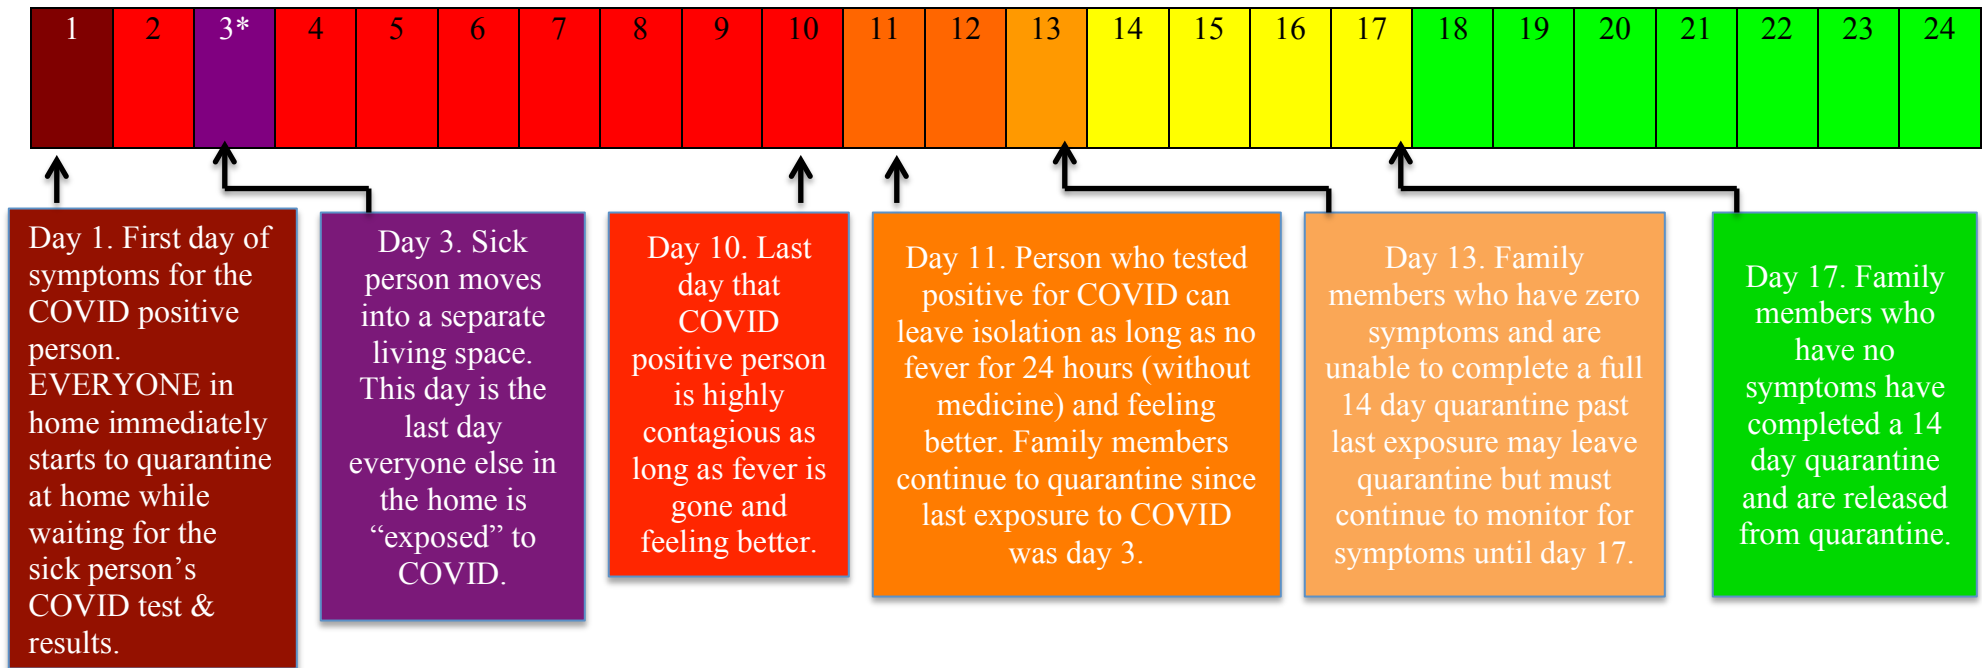 1 2 3* 4 5 6 7 8 9 10 11 12 13 14 15 16 17 18 19 20 21 22 23 24
Day 1. First day of
symptoms for the
COVID positive
person.
EVERYONE in
home immediately
starts to quarantine
at home while
waiting for the
sick person’s
COVID test &
results.
Day 3. Sick
person moves
into a separate
living space.
This day is the
last day
everyone else in
the home is
“exposed” to
COVID.
Day 10. Last
day that
COVID
positive person
is highly
contagious as
long as fever is
gone and
feeling better.
Day 11. Person who tested
positive for COVID can
leave isolation as long as no
fever for 24 hours (without
medicine) and feeling
better. Family members
continue to quarantine since
last exposure to COVID
was day 3.
Day 13. Family
members who have zero
symptoms and are
unable to complete a full
14 day quarantine past
last exposure may leave
quarantine but must
continue to monitor for
symptoms until day 17.
Day 17. Family
members who
have no
symptoms have
completed a 14
day quarantine
and are released
from quarantine.